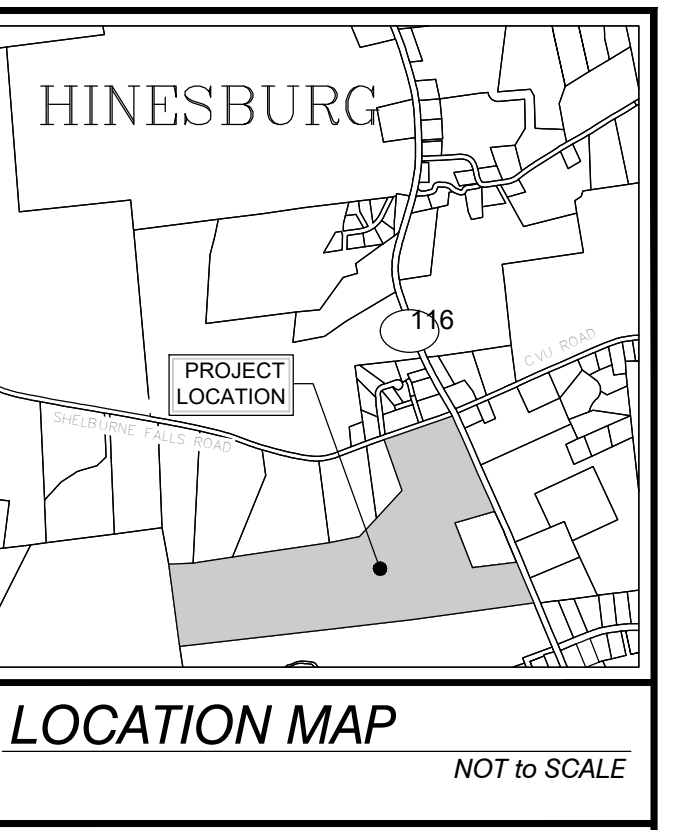 HINESBURG
116
PROJECT
LOCATION
CVU ROAD
SHELBURNE FALLS ROAD
LOCATION MAP
NOT to SCALE